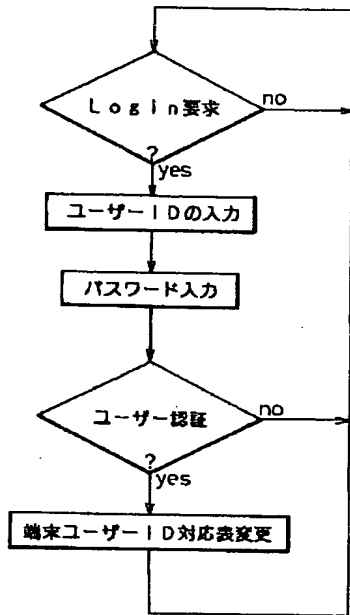 Login要求
no
?
yes
ユーザーIDの入力
パスワード入力
ユーザー認証
no
?
yes
端末ユーザーID対応表変更